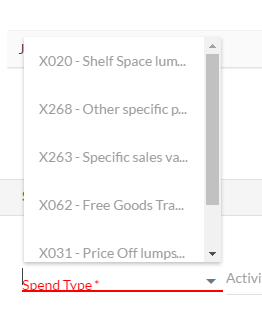 X020 - Shelf Space lum...
X268 - Other specific p...
X263 - Specific sales va...
X062 - Free Goods Tra...
X031 - Price Off lumps...
Spend Type *
Activi